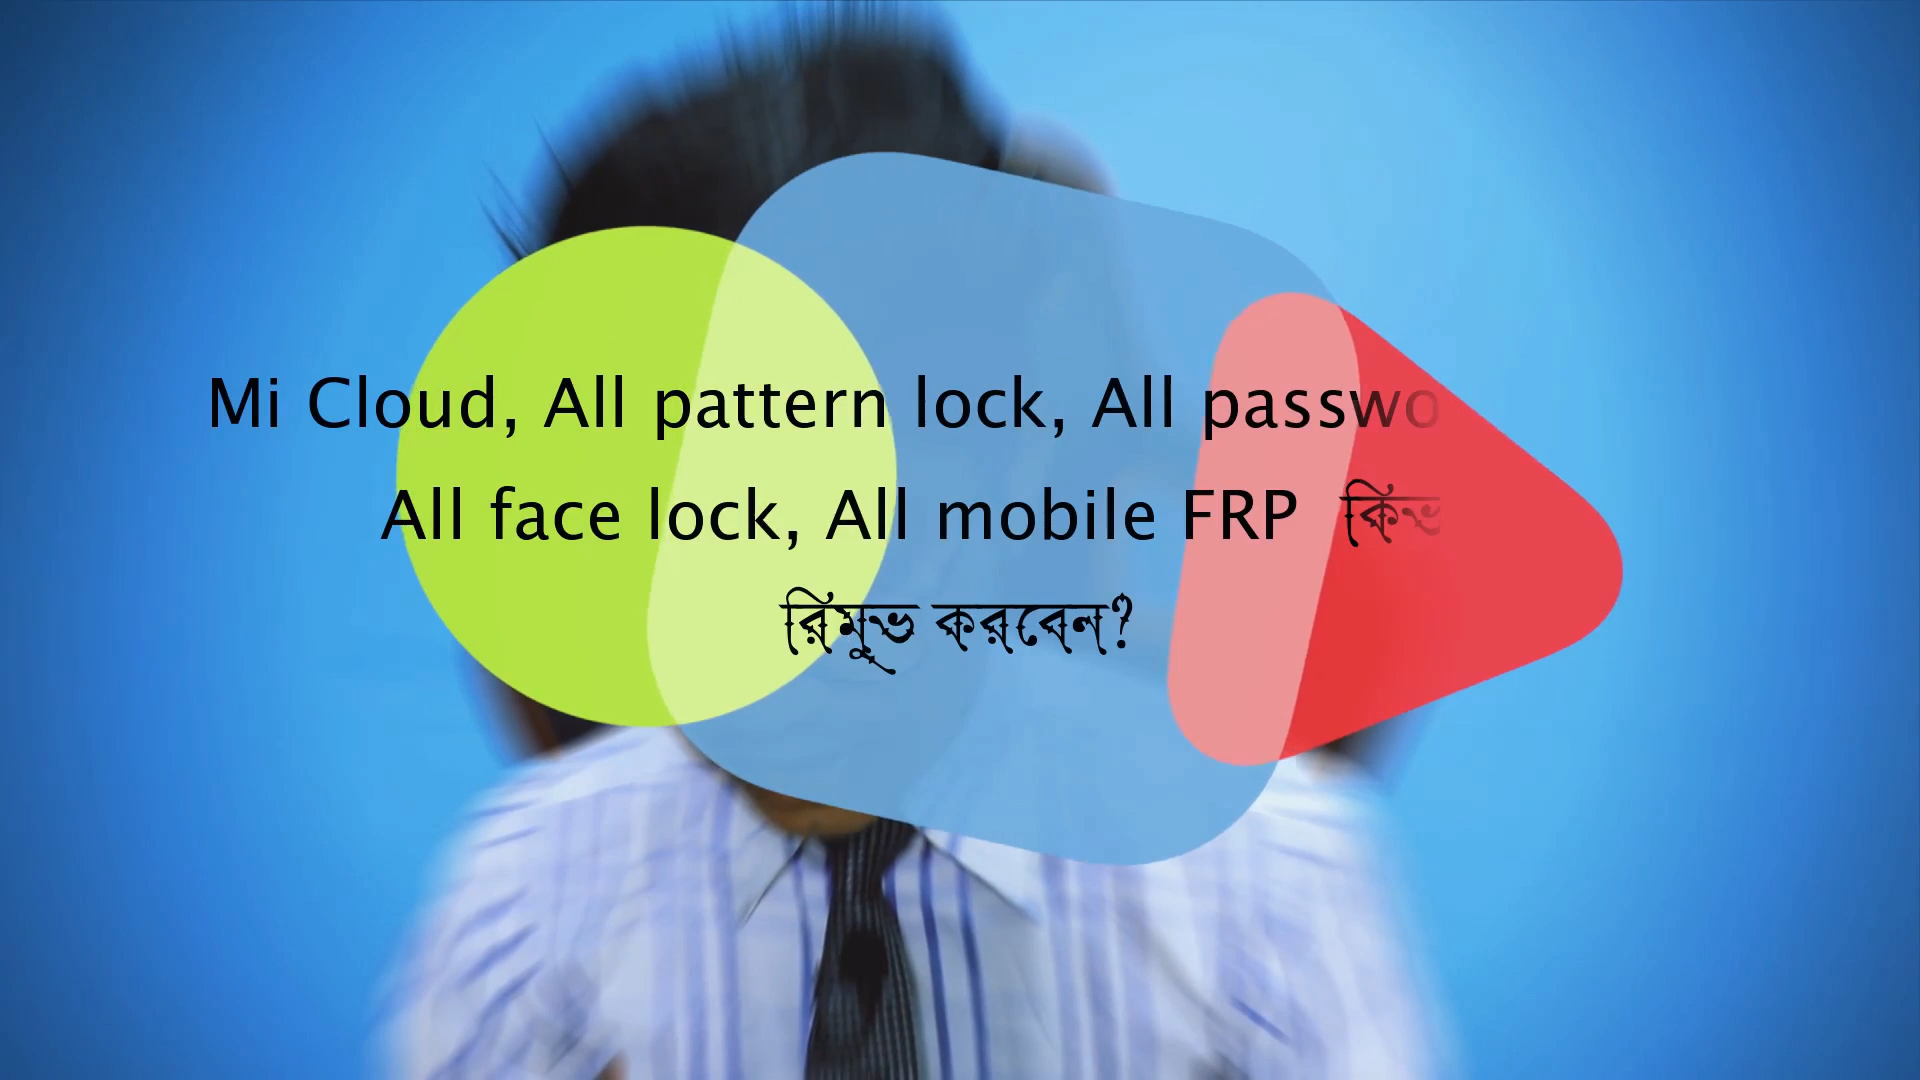 Mi Cloud, All pattern lock, All passwo
All face lock, All mobile FRP কিভ
রিমুভ করবেন?